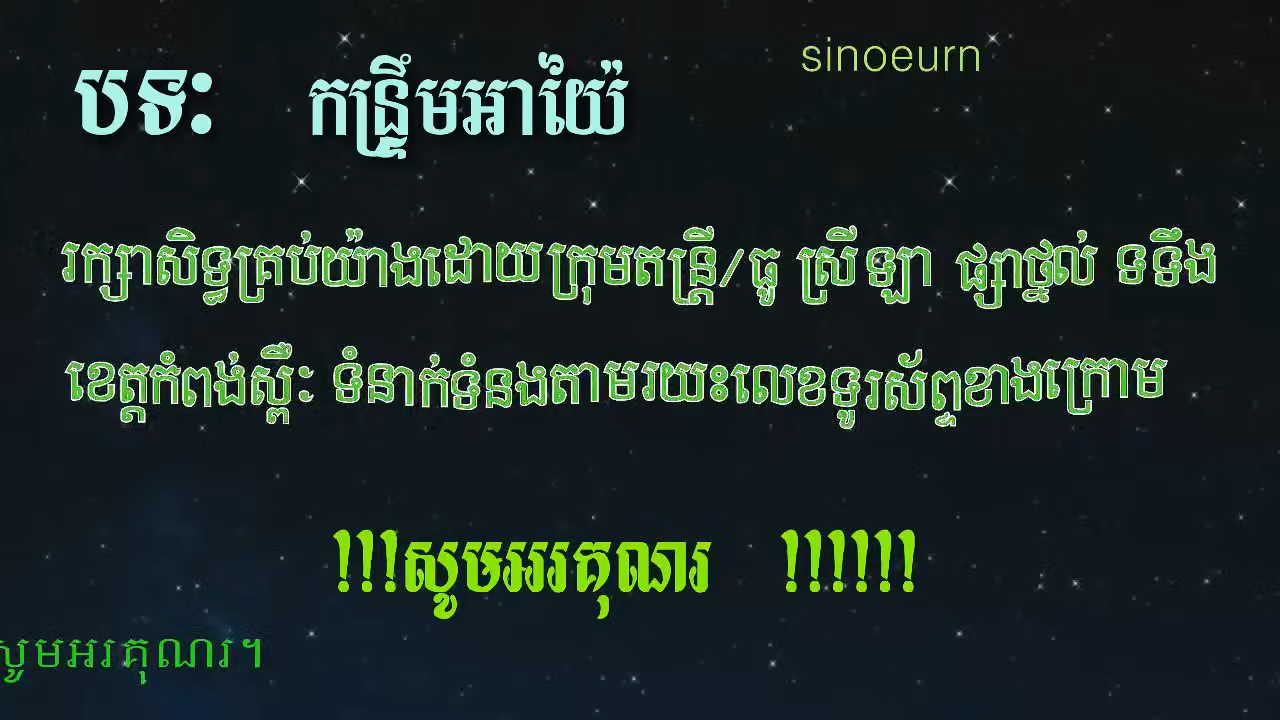 sinoeurn
បទ: កន្ទ្រឹមអាយ៉ៃ
រក្សាសិទ្ធគ្រប់យ៉ាងដោយក្រុមតន្ត្រី/ធូ ស្រីឡា ផ្សាថ្នល់ ទទឹង
ខេត្តកំពង់ស្ពឺ: ទំនាក់ទំនងតាមរយះលេខទូរស័ព្ទខាងក្រោម
!!!សូមអរគុណរ !!!!!!
សូមអរគុណរ។